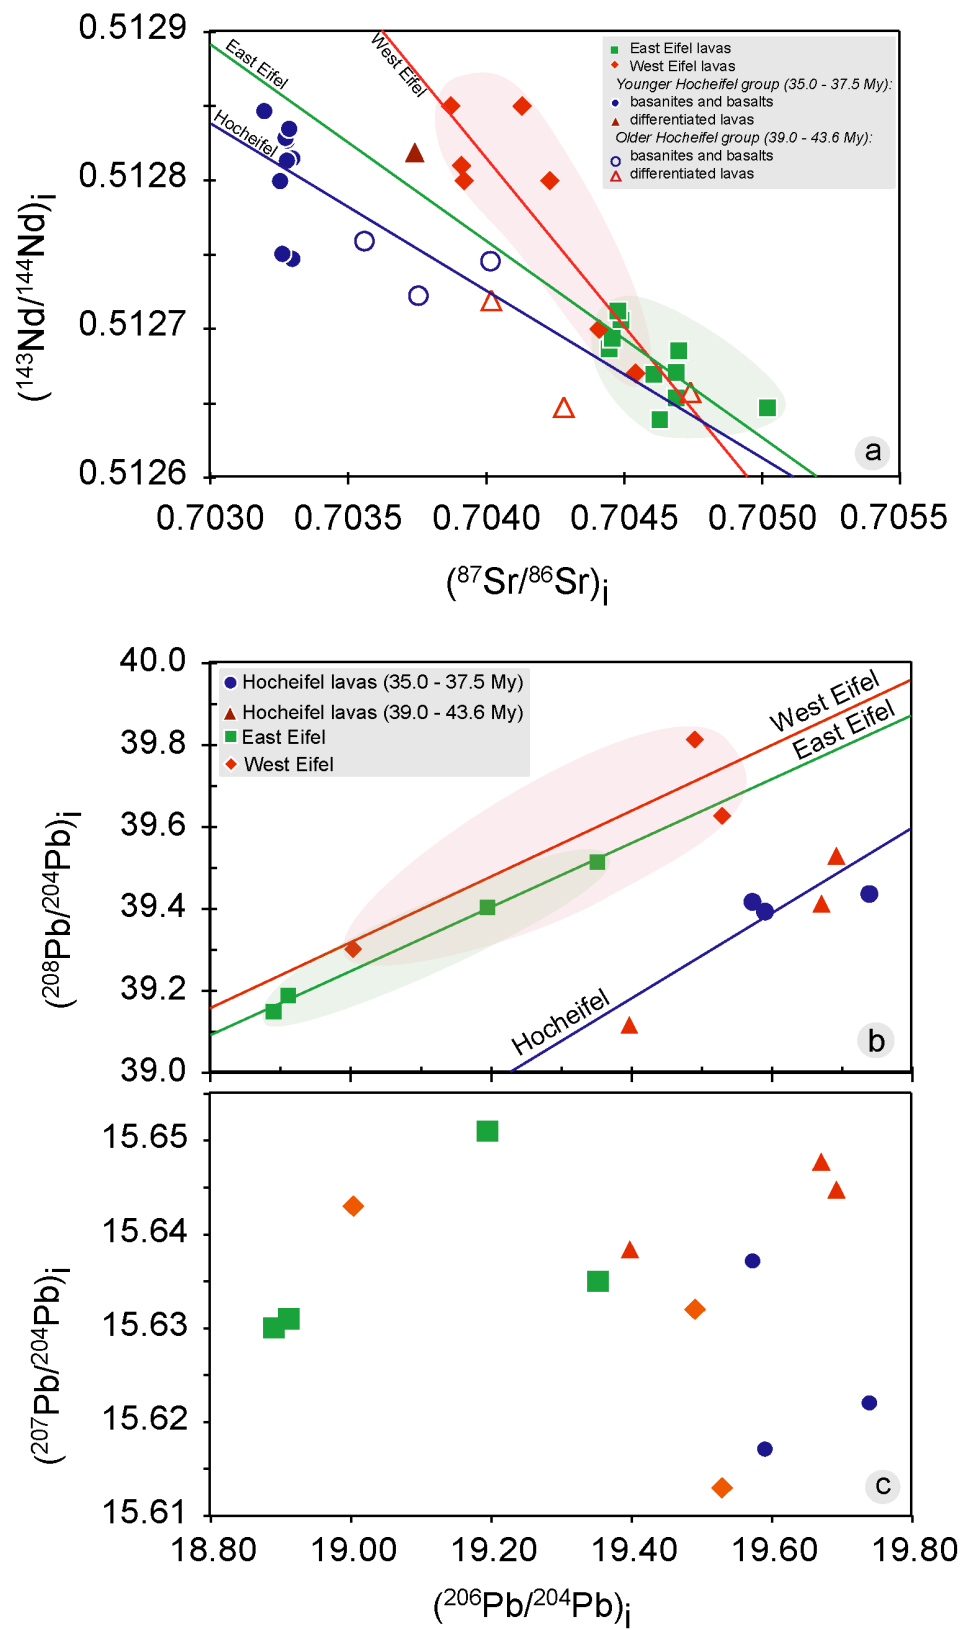 0.5129
0.5128
0.5127
0.5126
(143Nd/144Nd)i
East Eifel
West Eifel
Hocheifel
East Eifel lavas
West Eifel lavas
Younger Hocheifel group (35.0 - 37.5 My):
basanites and basalts
differentiated lavas
Older Hocheifel group (39.0 - 43.6 My):
basanites and basalts
differentiated lavas
a
0.7030 0.7035 0.7040 0.7045 0.7050 0.7055
(87Sr/86Sr)i
40.0
39.8
39.6
39.4
39.2
39.0
(208Pb/204Pb)i
Hocheifel lavas (35.0 - 37.5 My)
Hocheifel lavas (39.0 - 43.6 My)
East Eifel
West Eifel
West Eifel
East Eifel
Hocheifel
b
15.65
15.64
15.63
15.62
15.61
(207Pb/204Pb)i
c
18.80 19.00 19.20 19.40 19.60 19.80
(206Pb/204Pb)i